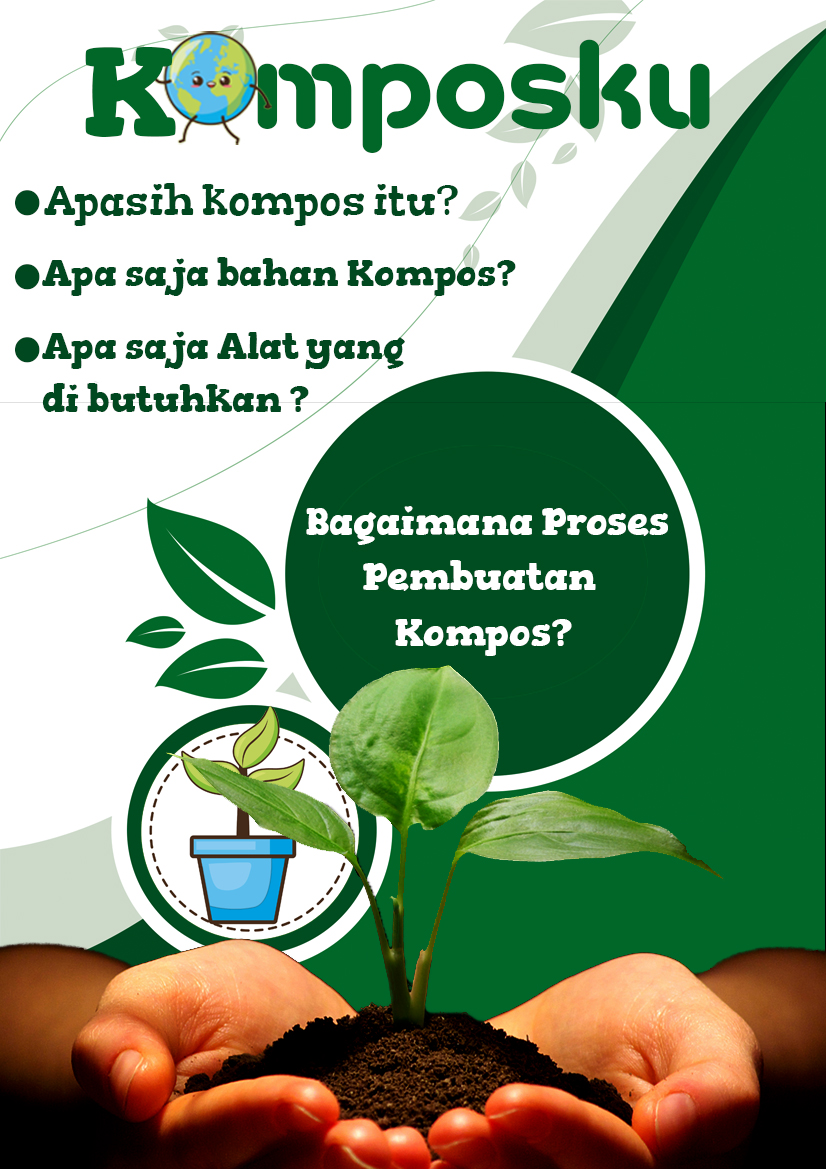 Komposku
● Apasih kompos itu?
● Apa saja bahan Kompos?
● Apa saja Alat yang
di butuhkan ?
Bagaimana Proses
Pembuatan
Kompos?